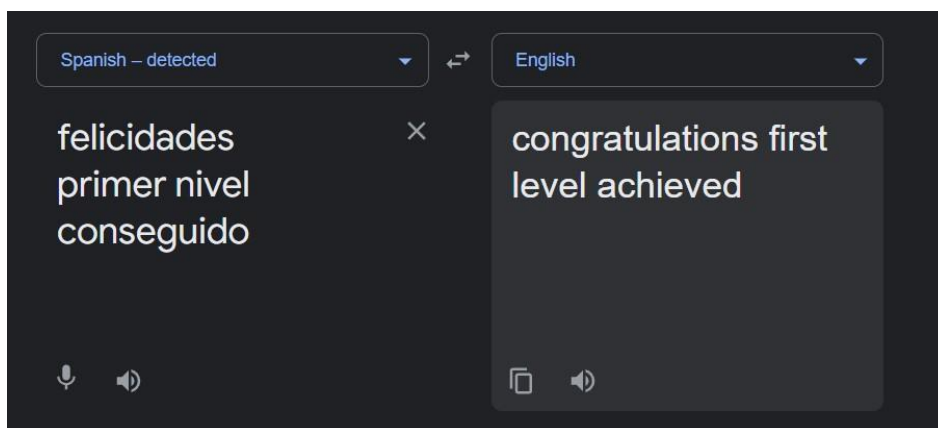 Spanish – detected
English
felicidades
primer nivel
conseguido
congratulations first
level achieved